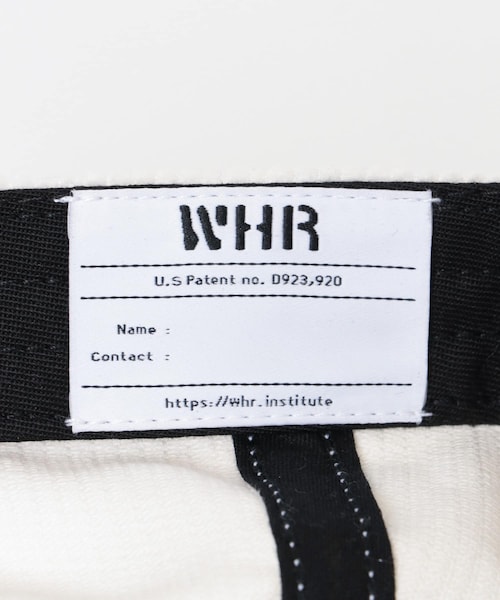 WHR
U.S Patent no. D923,920
Name :
Contact :
https://whr.institute